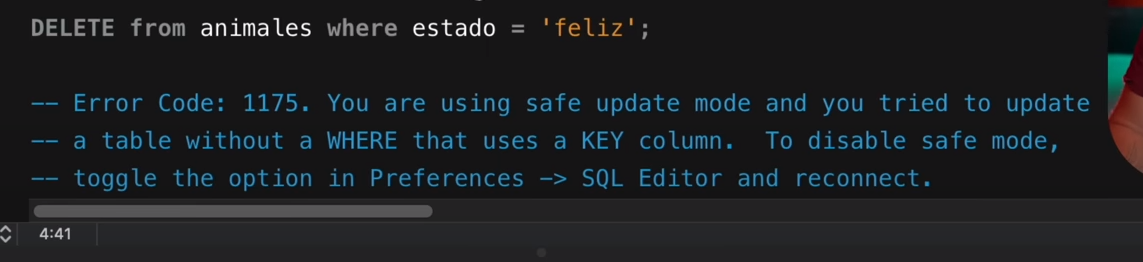 DELETE from animales where estado = 'feliz';
-- Error Code: 1175. You are using safe update mode and you tried to update
-- a table without a WHERE that uses a KEY column.  To disable safe mode,
-- toggle the option in Preferences -> SQL Editor and reconnect.
4:41